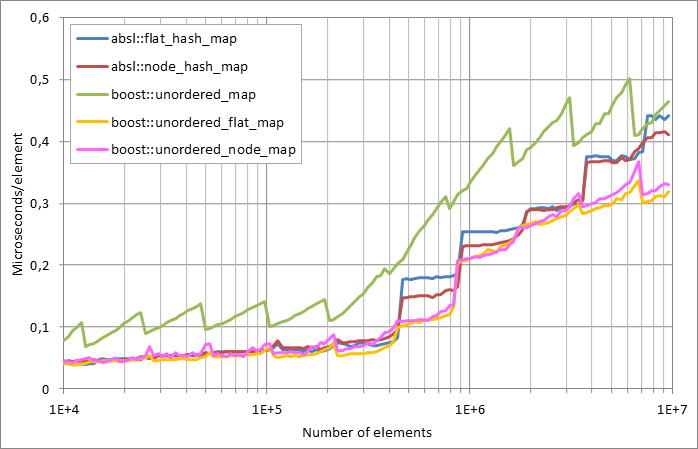 0,6
0,5
0,4
0,3
0,2
0,1
0
Microseconds/element
absl::flat_hash_map
absl::node_hash_map
boost::unordered_map
boost::unordered_flat_map
boost::unordered_node_map
1E+4
1E+5
1E+6
1E+7
Number of elements